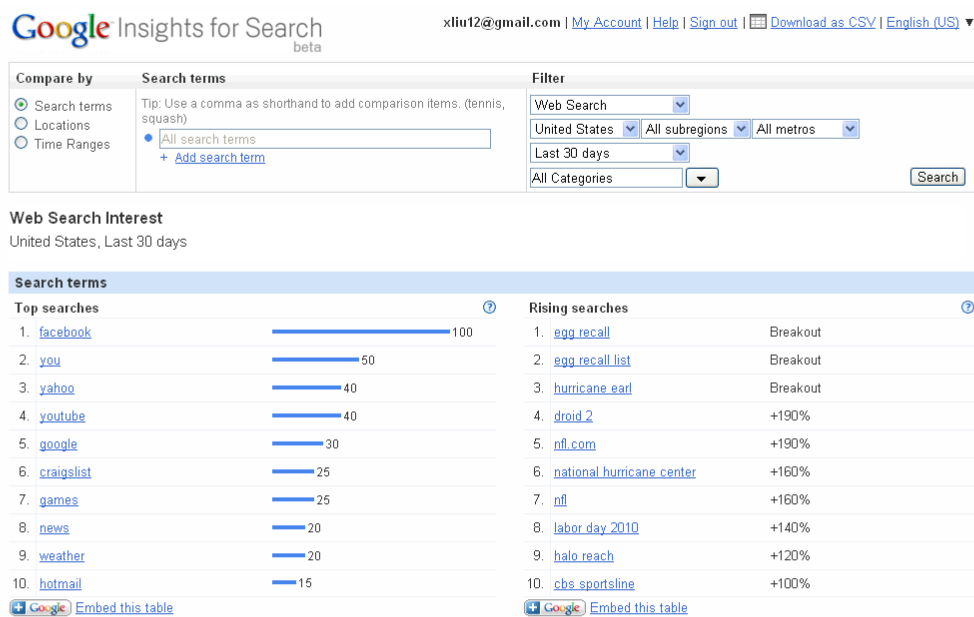 Google Insights for Search
beta
xliu12@gmail.com | My Account | Help | Sign out | Download as CSV | English (US) ▼
Compare by
Search terms
Locations
Time Ranges
Search terms
Tip: Use a comma as shorthand to add comparison items. (tennis,
squash)
All search terms
+ Add search term
Filter
Web Search
United States All subregions All metros
Last 30 days
All Categories
Search
Web Search Interest
United States, Last 30 days
Search terms
Top searches ?
1. facebook 100
2. you 50
3. yahoo 40
4. youtube 40
5. google 30
6. craigslist 25
7. games 25
8. news 20
9. weather 20
10. hotmail 15
+ Google Embed this table
Rising searches ?
1. egg recall Breakout
2. egg recall list Breakout
3. hurricane earl Breakout
4. droid 2 +190%
5. nfl.com +190%
6. national hurricane center +160%
7. nfl +160%
8. labor day 2010 +140%
9. halo reach +120%
10. cbs sportsline +100%
+ Google Embed this table